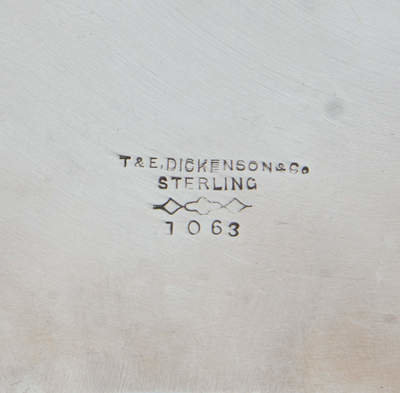 T & E. DICKENSON & Co
STERLING
1063